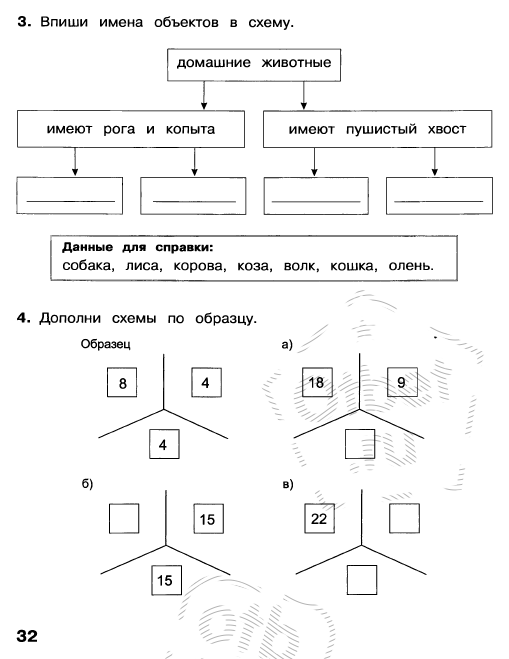 3. Впиши имена объектов в схему.
домашние животные
имеют рога и копыта
имеют пушистый хвост
Данные для справки:
собака, лиса, корова, коза, волк, кошка, олень.
4. Дополни схемы по образцу.
Образец
8
4
4
а)
18
9
б)
15
15
в)
22
32